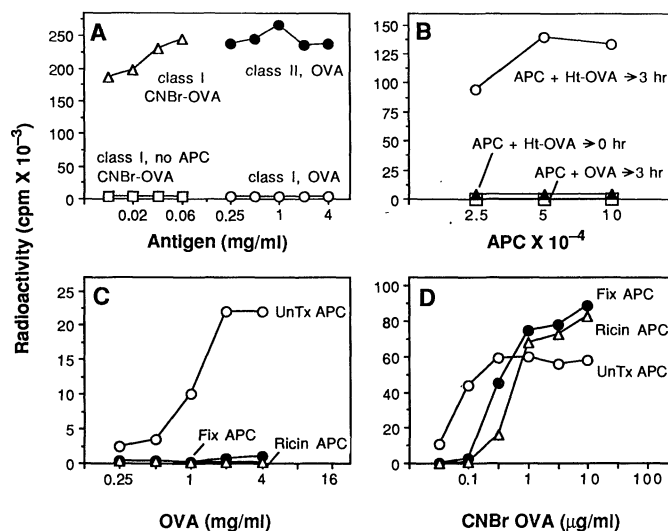 Radioactivity (cpm X 10⁻³)
A
250
200
150
100
50
25
0
class I
CNBr-OVA
class II, OVA
class I, no APC
CNBr-OVA
class I, OVA
0.02
0.06
0.25
1
4
Antigen (mg/ml)
B
150
125
100
75
50
25
0
APC + Ht-OVA → 3 hr
APC + Ht-OVA → 0 hr
APC + OVA → 3 hr
2.5
5
10
APC X 10⁻⁴
C
25
20
15
10
5
0
UnTx APC
Fix APC
Ricin APC
0.25
1
4
16
OVA (mg/ml)
D
100
80
60
40
20
0
Fix APC
Ricin APC
UnTx APC
0.1
1
10
100
CNBr OVA (μg/ml)